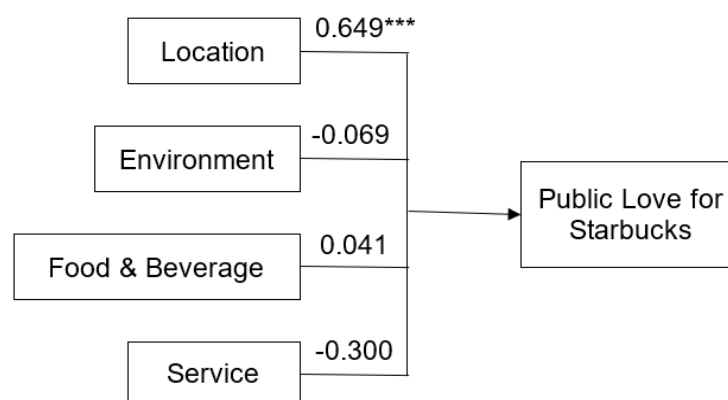 0.649***
Location
-0.069
Environment
Public Love for
Starbucks
0.041
Food & Beverage
-0.300
Service